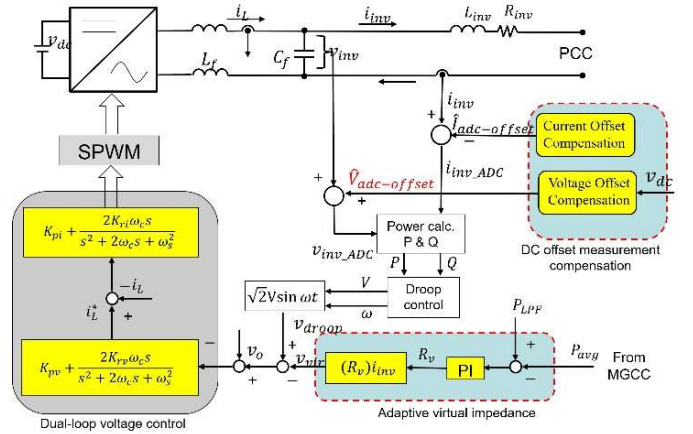 i_L
i_inv
L_inv
R_inv
v_dc
L_f
C_f
v_inv
PCC
i_inv
+
−
Î_adc−offset
Current Offset
Compensation
SPWM
i_inv_ADC
V̂_adc−offset
+
+
Voltage Offset
Compensation
v_dc
DC offset measurement
compensation
K_pi + 2K_ri ω_c s / s² + 2ω_c s + ω_s²
v_inv_ADC
Power calc.
P & Q
P
Q
−i_L
i_L^*
+
√2Vsin ωt
V
ω
Droop
control
P_LPF
v_droop
K_pv + 2K_rv ω_c s / s² + 2ω_c s + ω_s²
−
v_o
+
+
−
v_vir
(R_v)i_inv
R_v
PI
+
−
P_avg
From
MGCC
Dual-loop voltage control
Adaptive virtual impedance